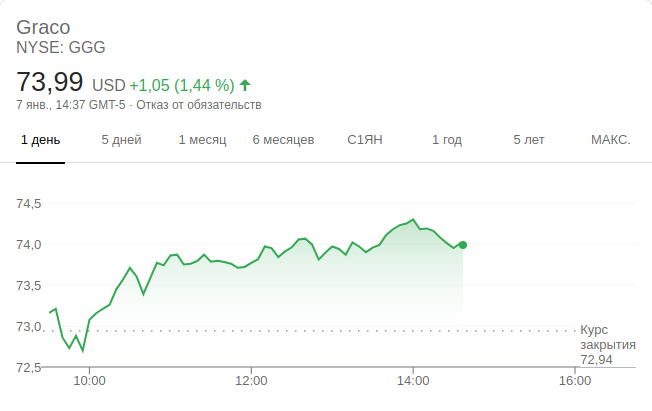 Graco
NYSE: GGG
73,99 USD +1,05 (1,44 %)
7 янв., 14:37 GMT-5 · Отказ от обязательств
1 день 5 дней 1 месяц 6 месяцев С1ЯН 1 год 5 лет МАКС.
74,5
74,0
73,5
73,0
72,5
Курс
закрытия
72,94
10:00 12:00 14:00 16:00